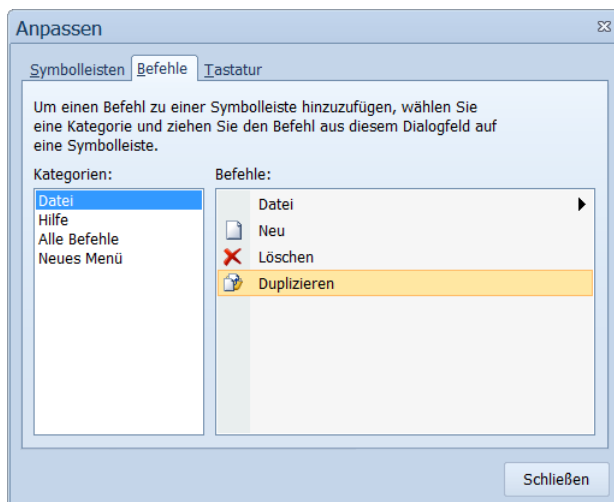 Anpassen
Symbolleisten Befehle Tastatur
Um einen Befehl zu einer Symbolleiste hinzuzufügen, wählen Sie
eine Kategorie und ziehen Sie den Befehl aus diesem Dialogfeld auf
eine Symbolleiste.
Kategorien:
Datei
Hilfe
Alle Befehle
Neues Menü
Befehle:
Datei
Neu
Löschen
Duplizieren
Schließen